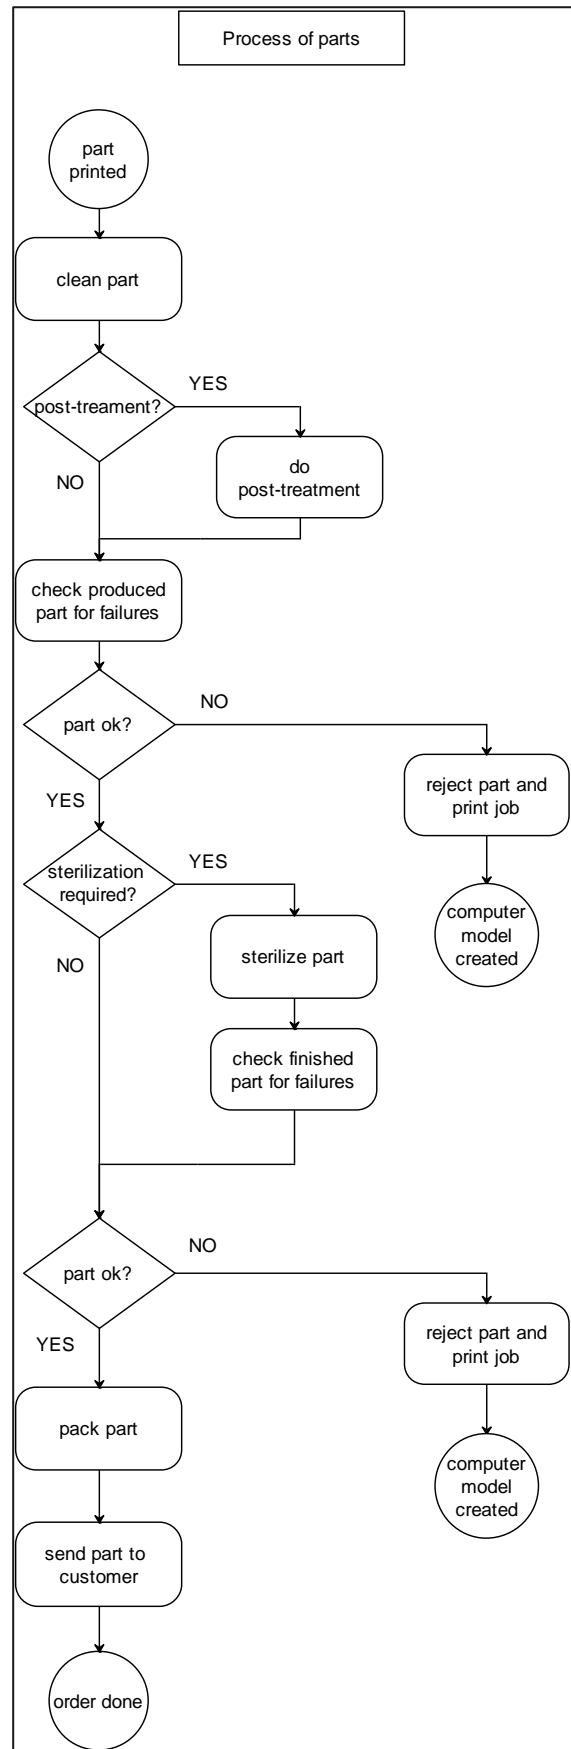 Process of parts
part
printed
clean part
post-treament?
YES
NO
do
post-treatment
check produced
part for failures
part ok?
NO
YES
reject part and
print job
computer
model
created
sterilization
required?
YES
NO
sterilize part
check finished
part for failures
part ok?
NO
YES
reject part and
print job
computer
model
created
pack part
send part to
customer
order done